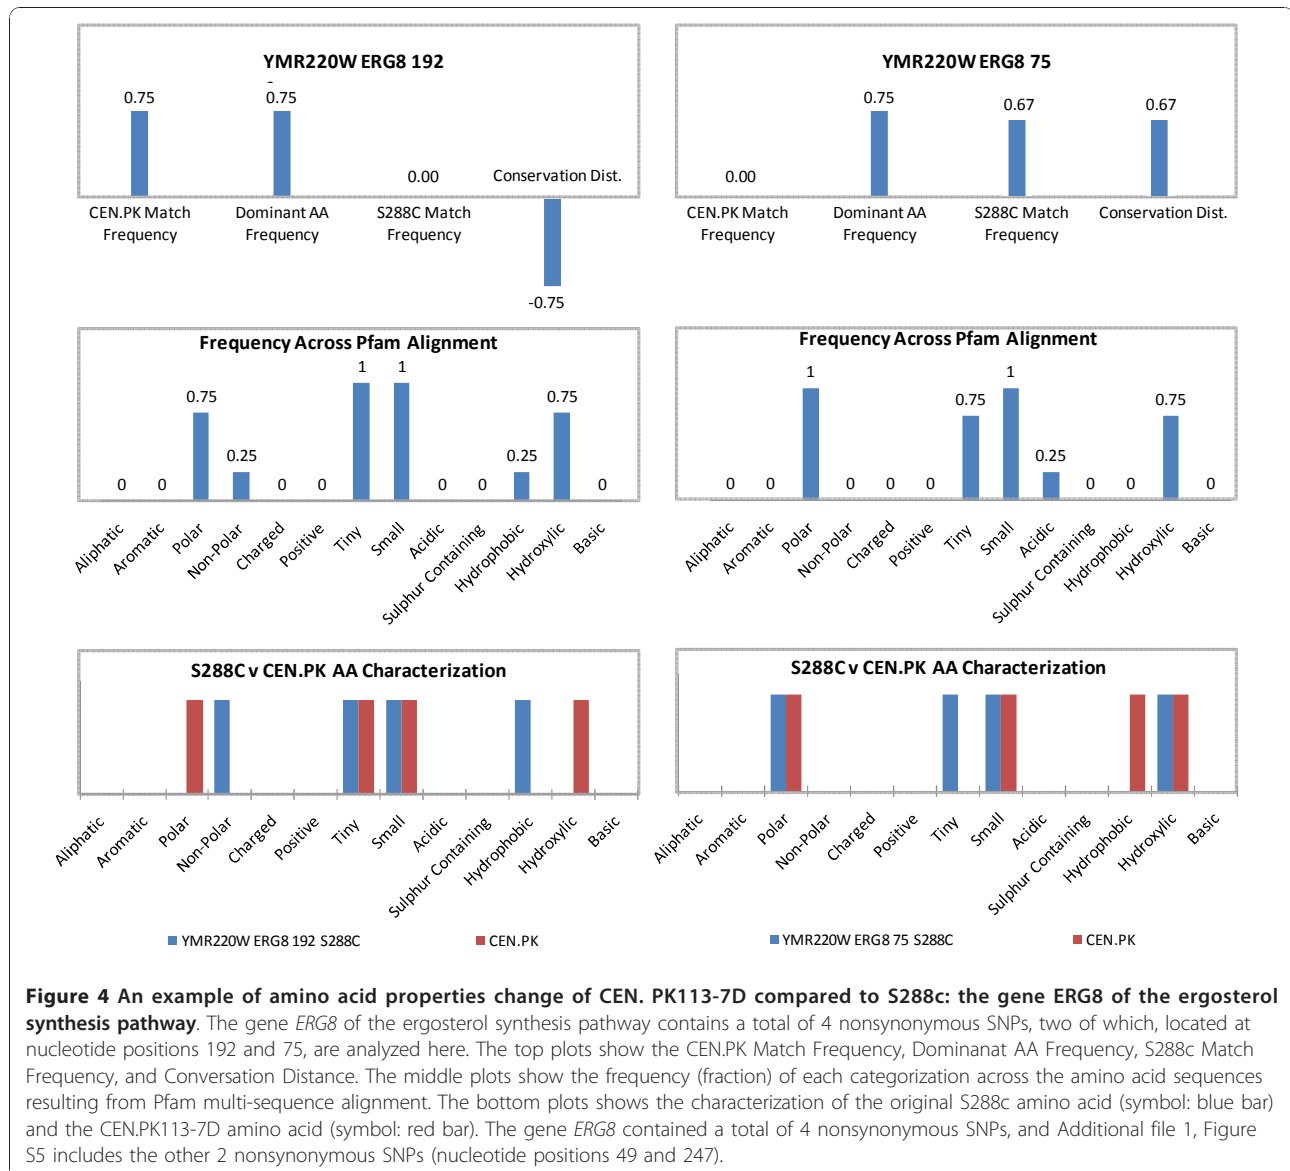 YMR220W ERG8 192
0.75
0.75
0.00
Conservation Dist.
CEN.PK Match Frequency
Dominant AA Frequency
S288C Match Frequency
-0.75
YMR220W ERG8 75
0.00
0.75
0.67
0.67
CEN.PK Match Frequency
Dominant AA Frequency
S288C Match Frequency
Conservation Dist.
Frequency Across Pfam Alignment
0 0 0.75 0.25 0 0 1 1 0 0 0.25 0.75 0
Aliphatic
Aromatic
Polar
Non-Polar
Charged
Positive
Tiny
Small
Acidic
Sulphur Containing
Hydrophobic
Hydroxylic
Basic
Frequency Across Pfam Alignment
0 0 1 0 0 0 0.75 1 0.25 0 0 0.75 0
Aliphatic
Aromatic
Polar
Non-Polar
Charged
Positive
Tiny
Small
Acidic
Sulphur Containing
Hydrophobic
Hydroxylic
Basic
S288C v CEN.PK AA Characterization
Aliphatic
Aromatic
Polar
Non-Polar
Charged
Positive
Tiny
Small
Acidic
Sulphur Containing
Hydrophobic
Hydroxylic
Basic
YMR220W ERG8 192 S288C
CEN.PK
S288C v CEN.PK AA Characterization
Aliphatic
Aromatic
Polar
Non-Polar
Charged
Positive
Tiny
Small
Acidic
Sulphur Containing
Hydrophobic
Hydroxylic
Basic
YMR220W ERG8 75 S288C
CEN.PK
Figure 4 An example of amino acid properties change of CEN. PK113-7D compared to S288c: the gene ERG8 of the ergosterol
synthesis pathway. The gene ERG8 of the ergosterol synthesis pathway contains a total of 4 nonsynonymous SNPs, two of which, located at
nucleotide positions 192 and 75, are analyzed here. The top plots show the CEN.PK Match Frequency, Dominanat AA Frequency, S288c Match
Frequency, and Conversation Distance. The middle plots show the frequency (fraction) of each categorization across the amino acid sequences
resulting from Pfam multi-sequence alignment. The bottom plots shows the characterization of the original S288c amino acid (symbol: blue bar)
and the CEN.PK113-7D amino acid (symbol: red bar). The gene ERG8 contained a total of 4 nonsynonymous SNPs, and Additional file 1, Figure
S5 includes the other 2 nonsynonymous SNPs (nucleotide positions 49 and 247).